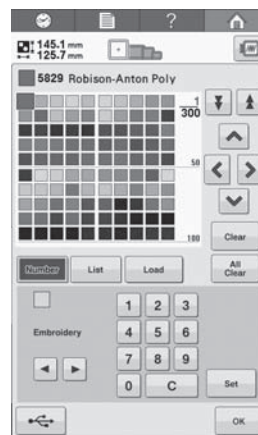 ?
145.1 mm
125.7 mm
5829 Robison-Anton Poly
1
300
50
100
Clear
Number
List
Load
All
Clear
1 2 3
Embroidery
4 5 6
7 8 9
0 C
Set
OK